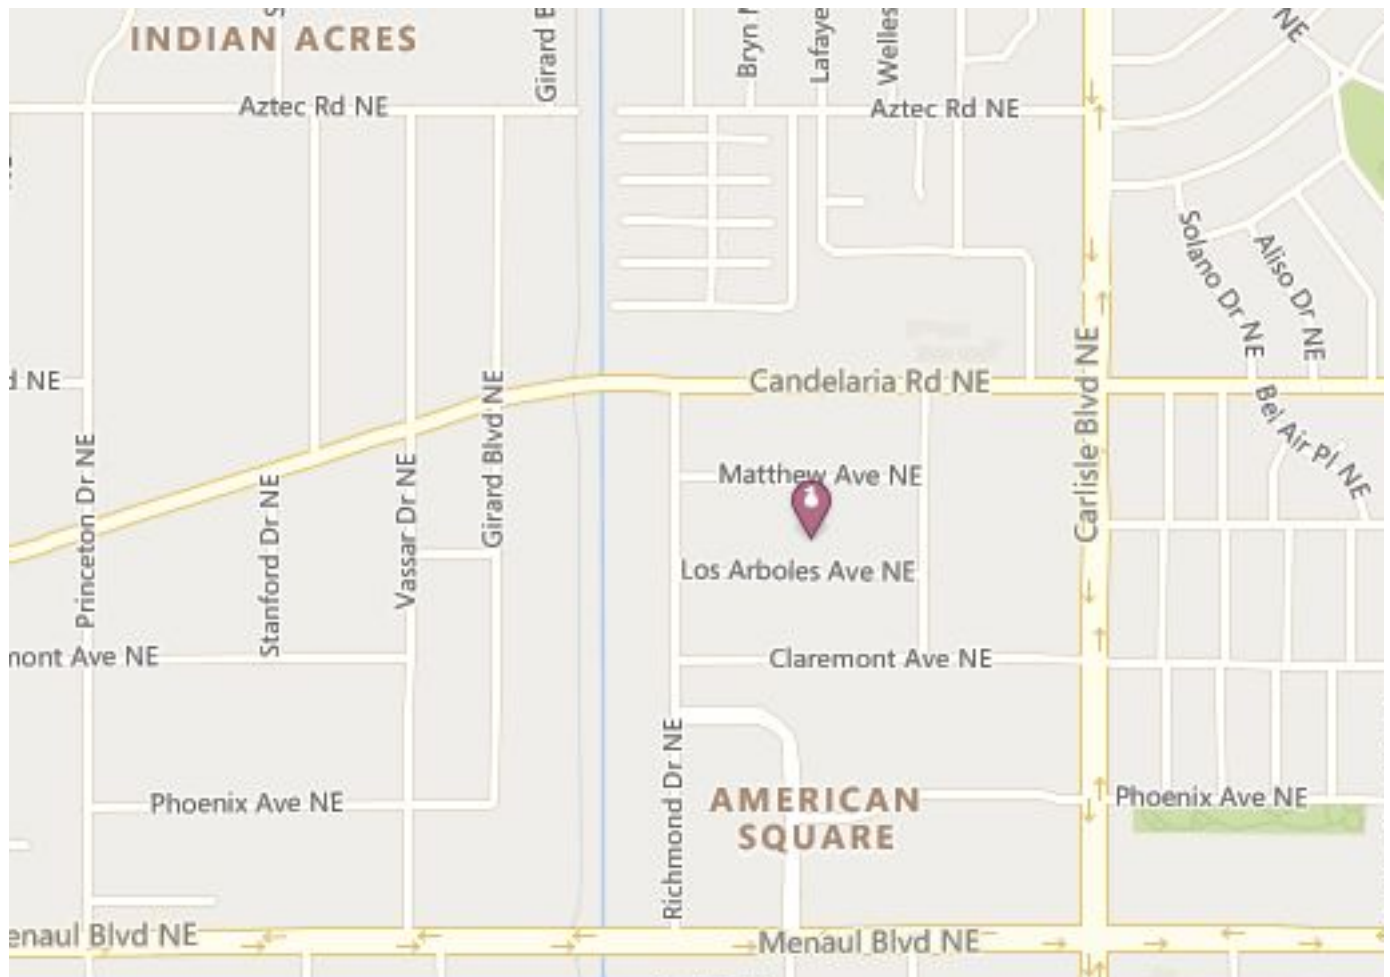 INDIAN ACRES
Girard B
Bryn
Lafaye
Welles
NE
Aztec Rd NE
Aztec Rd NE
Solano Dr NE
Aliso Dr NE
NE
Candelaria Rd NE
Carlisle Blvd NE
Bel Air Pl NE
Girard Blvd NE
Princeton Dr NE
Stanford Dr NE
Vassar Dr NE
Matthew Ave NE
Los Arboles Ave NE
mont Ave NE
Claremont Ave NE
Richmond Dr NE
Phoenix Ave NE
AMERICAN
SQUARE
Phoenix Ave NE
enaul Blvd NE
Menaul Blvd NE